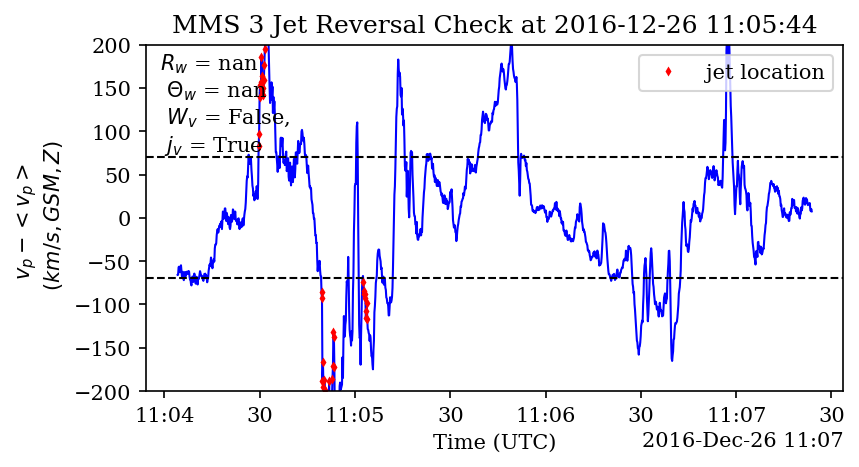 MMS 3 Jet Reversal Check at 2016-12-26 11:05:44
200
150
100
50
0
−50
−100
−150
−200
v_p − <v_p>
(km/s, GSM, Z)
R_w = nan
Θ_w = nan
W_v = False,
j_v = True
jet location
11:04 30 11:05 30 11:06 30 11:07 30
Time (UTC)
2016-Dec-26 11:07